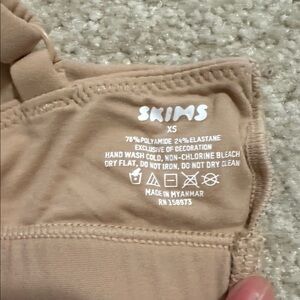 SKIMS
XS
76% POLYAMIDE 24% ELASTANE
EXCLUSIVE OF DECORATION
HAND WASH COLD, NON-CHLORINE BLEACH
DRY FLAT, DO NOT IRON, DO NOT DRY CLEAN
MADE IN MYANMAR
RN 158973